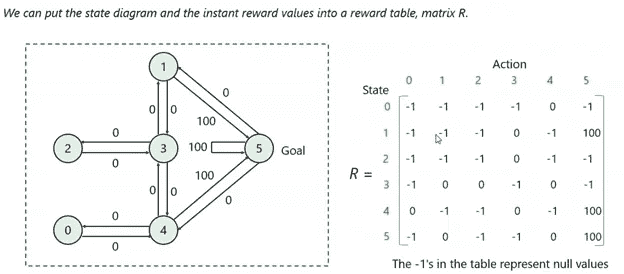 We can put the state diagram and the instant reward values into a reward table, matrix R.
1
0
0 0
100
0
2
0
3
100
5
Goal
100
0 0
0
0
0
4
0
Action
State
0 1 2 3 4 5
0 -1 -1 -1 -1 0 -1
1 -1 -1 -1 0 -1 100
2 -1 -1 -1 0 -1 -1
R =
3 -1 0 0 -1 0 -1
4 0 -1 -1 0 -1 100
5 -1 0 -1 -1 0 100
The -1's in the table represent null values